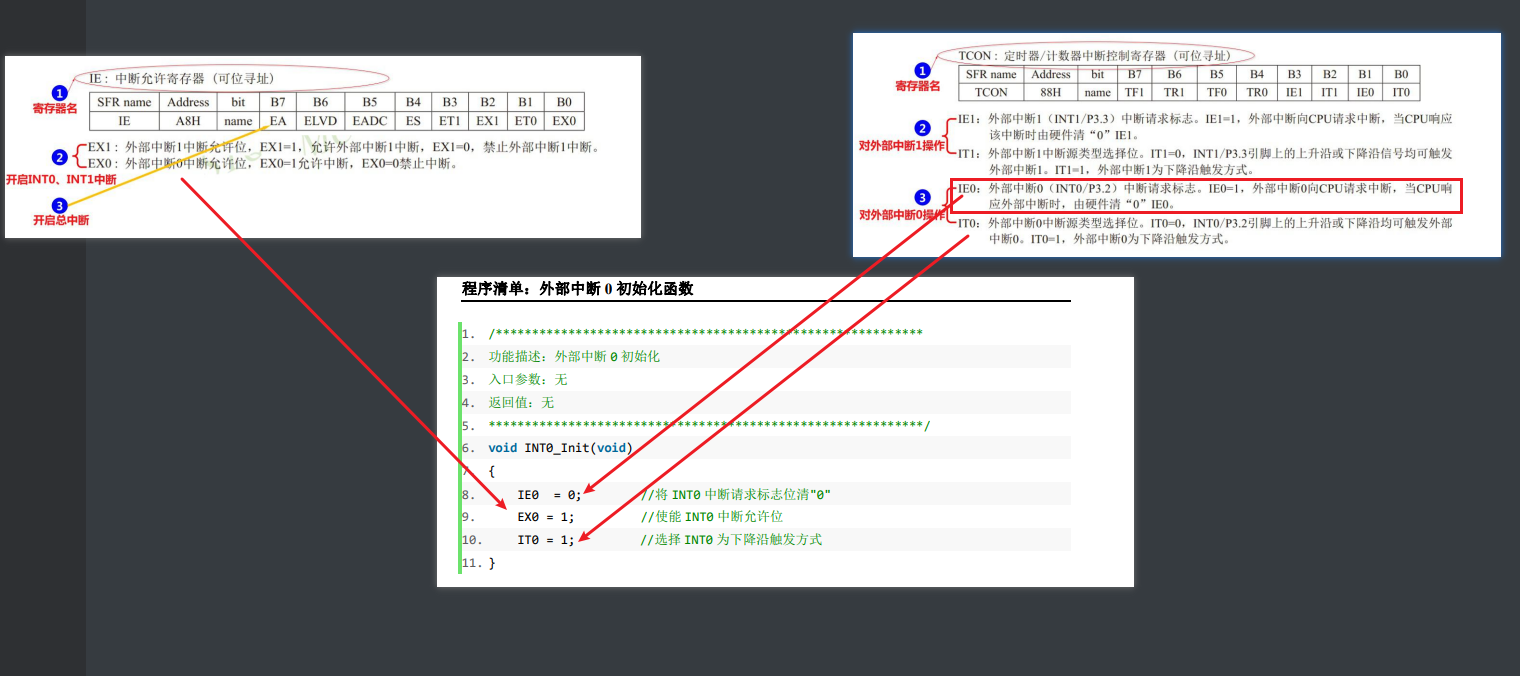 IE：中断允许寄存器（可位寻址）
1
寄存器名
SFR name Address bit B7 B6 B5 B4 B3 B2 B1 B0
IE A8H name EA ELVD EADC ES ET1 EX1 ET0 EX0
EX1：外部中断1中断允许位，EX1=1，允许外部中断1中断，EX1=0，禁止外部中断1中断。
2
EX0：外部中断0中断允许位，EX0=1允许中断，EX0=0禁止中断。
开启INT0、INT1中断
3
开启总中断
TCON：定时器/计数器中断控制寄存器（可位寻址）
1
寄存器名
SFR name Address bit B7 B6 B5 B4 B3 B2 B1 B0
TCON 88H name TF1 TR1 TF0 TR0 IE1 IT1 IE0 IT0
IE1：外部中断1（INT1/P3.3）中断请求标志。IE1=1，外部中断向CPU请求中断，当CPU响应
2
该中断时由硬件清“0”IE1。
对外部中断1操作
IT1：外部中断1中断源类型选择位。IT1=0，INT1/P3.3引脚上的上升沿或下降沿信号均可触发
外部中断1。IT1=1，外部中断1为下降沿触发方式。
IE0：外部中断0（INT0/P3.2）中断请求标志。IE0=1，外部中断0向CPU请求中断，当CPU响
3
应外部中断时，由硬件清“0”IE0。
对外部中断0操作
IT0：外部中断0中断源类型选择位。IT0=0，INT0/P3.2引脚上的上升沿或下降沿均可触发外部
中断0。IT0=1，外部中断0为下降沿触发方式。
程序清单：外部中断 0 初始化函数
1. /***********************************************************
2. 功能描述：外部中断 0 初始化
3. 入口参数：无
4. 返回值：无
5. ************************************************************/
6. void INT0_Init(void)
7. {
8. IE0 = 0; //将 INT0 中断请求标志位清"0"
9. EX0 = 1; //使能 INT0 中断允许位
10. IT0 = 1; //选择 INT0 为下降沿触发方式
11. }